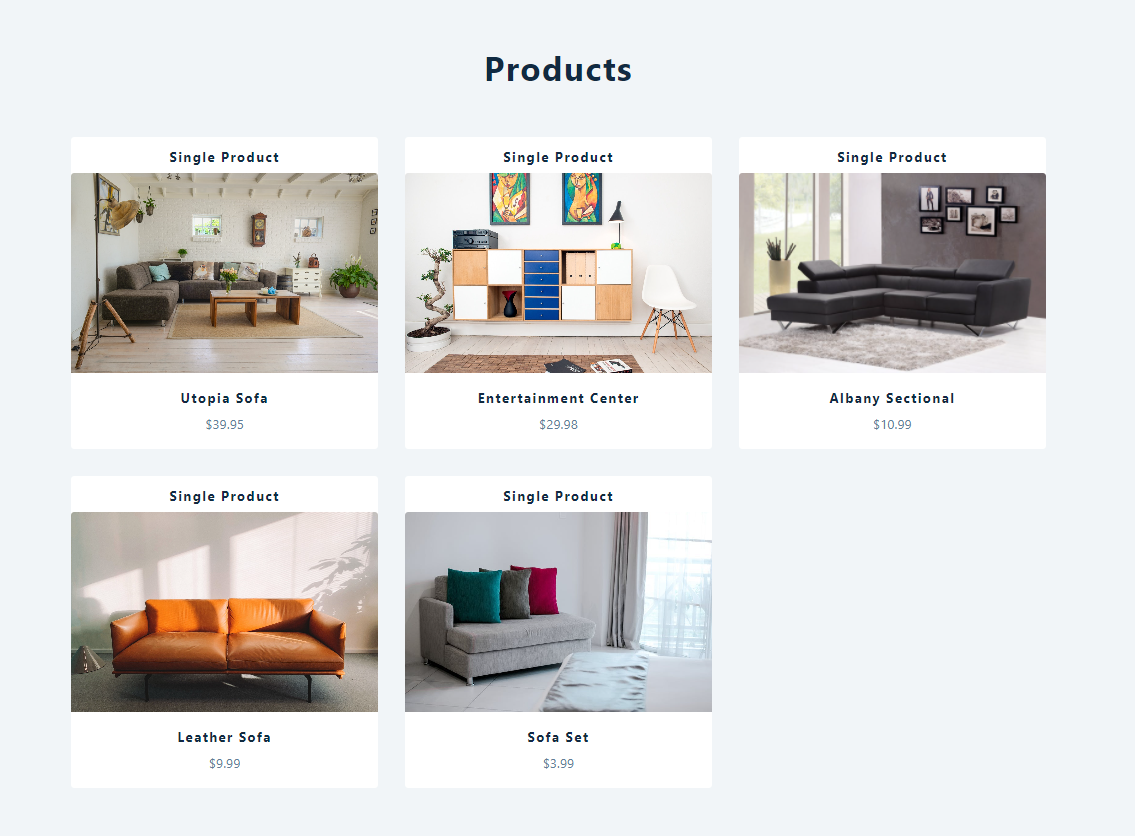 Products
Single Product
Utopia Sofa
$39.95
Single Product
Entertainment Center
$29.98
Single Product
Albany Sectional
$10.99
Single Product
Leather Sofa
$9.99
Single Product
Sofa Set
$3.99